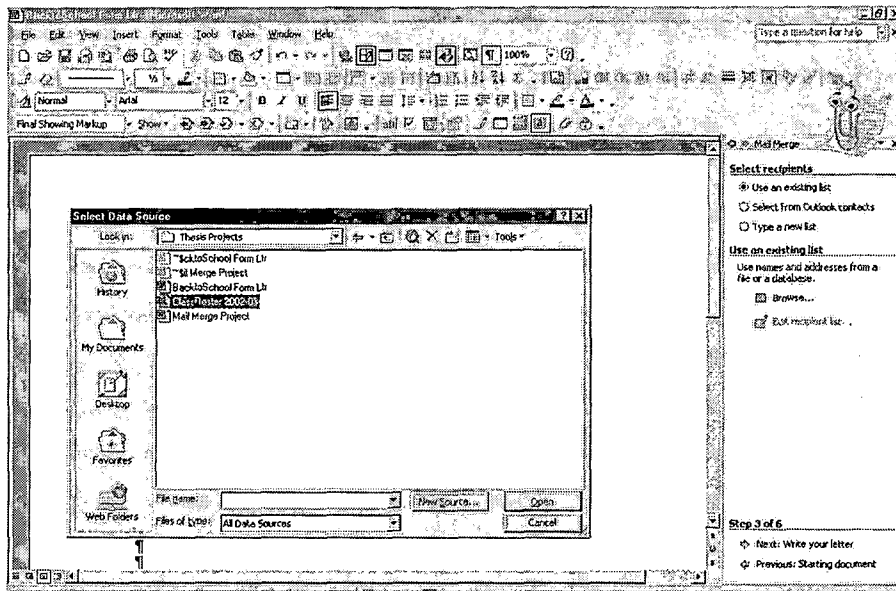 File Edit View Insert Format Tools Table Window Help
Type a question for help
100%
Normal Arial 12 B I U
Final Showing Markup Show
Mail Merge
Select recipients
Use an existing list
Select from Outlook contacts
Type a new list
Use an existing list
Use names and addresses from a
file or a database.
Browse...
Edit recipient list...
Select Data Source
Look in: Thesis Projects Tools
~$cktoSchool Form Ltr
~$il Merge Project
BacktoSchool Form Ltr
ClassRoster 2002-03
Mail Merge Project
History
My Documents
Desktop
Favorites
Web Folders
File name: New Source... Open
Files of type: All Data Sources Cancel
Step 3 of 6
Next: Write your letter
Previous: Starting document